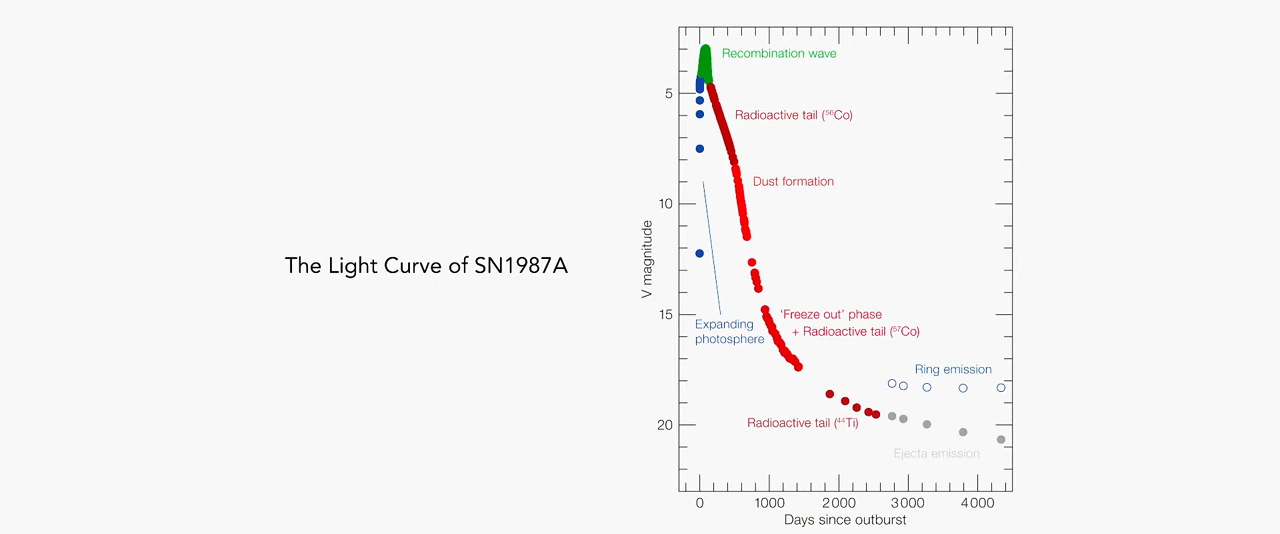 The Light Curve of SN1987A
Recombination wave
Radioactive tail (⁵⁶Co)
Dust formation
'Freeze out' phase
+ Radioactive tail (⁵⁷Co)
Expanding
photosphere
Ring emission
Radioactive tail (⁴⁴Ti)
Ejecta emission
V magnitude
5
10
15
20
0 1000 2000 3000 4000
Days since outburst